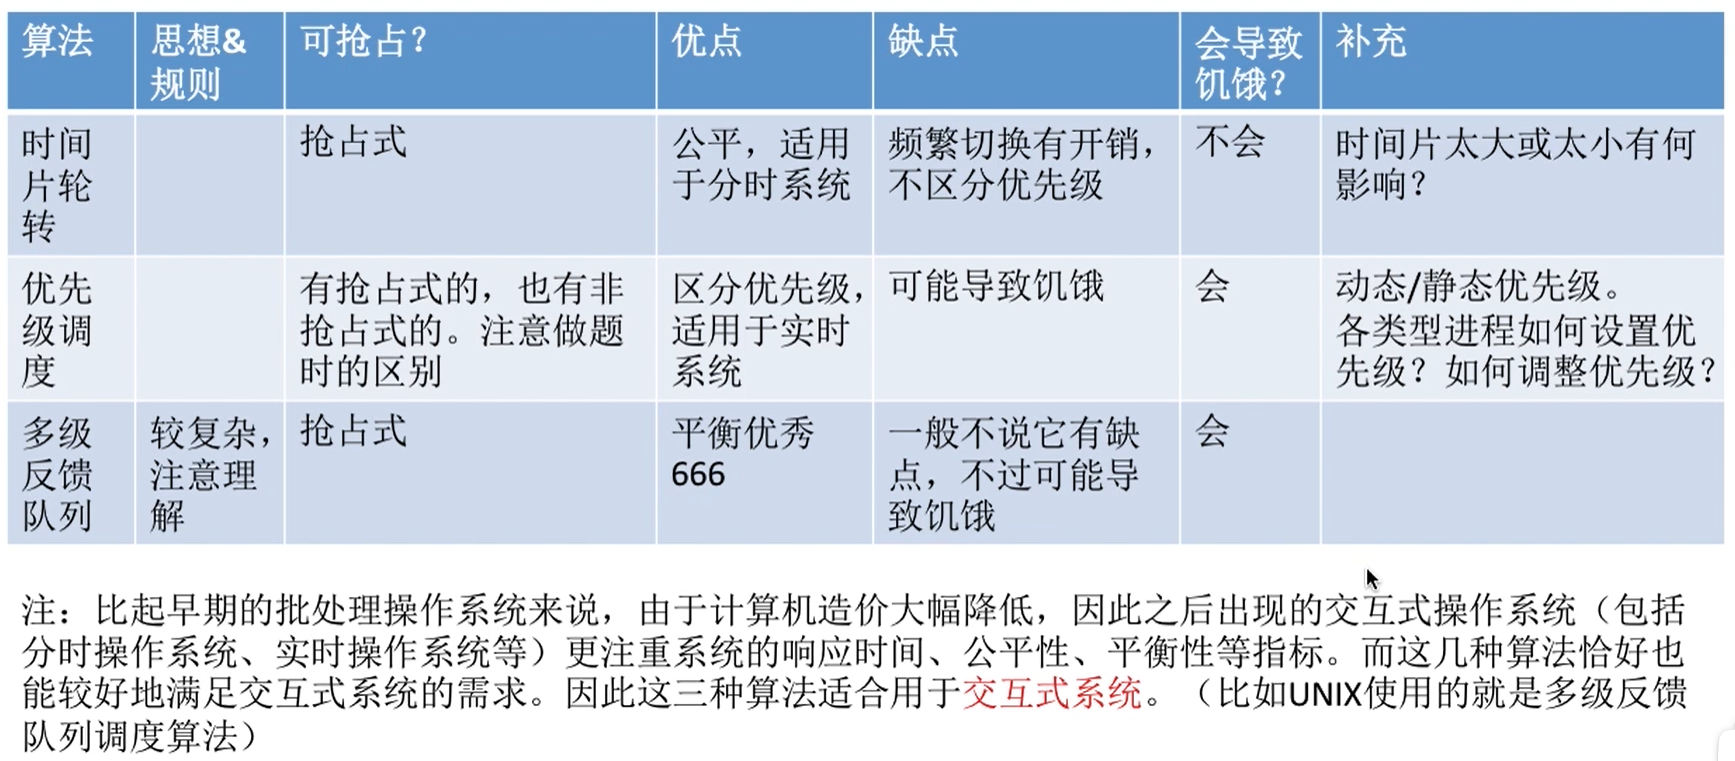 算法
思想&
规则
可抢占？
优点
缺点
会导致
饥饿？
补充
时间
片轮
转
抢占式
公平，适用
于分时系统
频繁切换有开销，
不区分优先级
不会
时间片太大或太小有何
影响？
优先
级调
度
有抢占式的，也有非
抢占式的。注意做题
时的区别
区分优先级，
适用于实时
系统
可能导致饥饿
会
动态/静态优先级。
各类型进程如何设置优
先级？如何调整优先级？
多级
反馈
队列
较复杂，
注意理
解
抢占式
平衡优秀
666
一般不说它有缺
点，不过可能导
致饥饿
会
注：比起早期的批处理操作系统来说，由于计算机造价大幅降低，因此之后出现的交互式操作系统（包括
分时操作系统、实时操作系统等）更注重系统的响应时间、公平性、平衡性等指标。而这几种算法恰好也
能较好地满足交互式系统的需求。因此这三种算法适合用于交互式系统。（比如UNIX使用的就是多级反馈
队列调度算法）